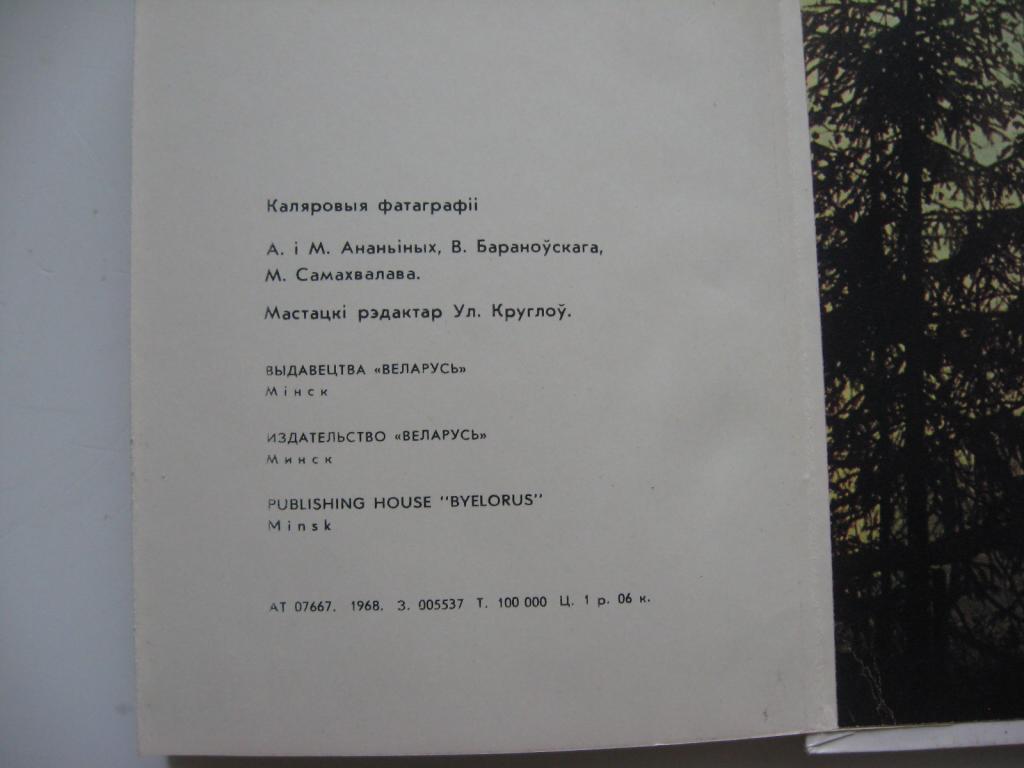 Каляровыя фатаграфіі
А. і М. Ананьіных, В. Бараноўскага,
М. Самахвалава.
Мастацкі рэдактар Ул. Круглоў.
ВЫДАВЕЦТВА «БЕЛАРУСЬ»
Мінск
ИЗДАТЕЛЬСТВО «БЕЛАРУСЬ»
Минск
PUBLISHING HOUSE "BYELORUS"
Minsk
АТ 07667. 1968. З. 005537 Т. 100 000 Ц. 1 р. 06 к.